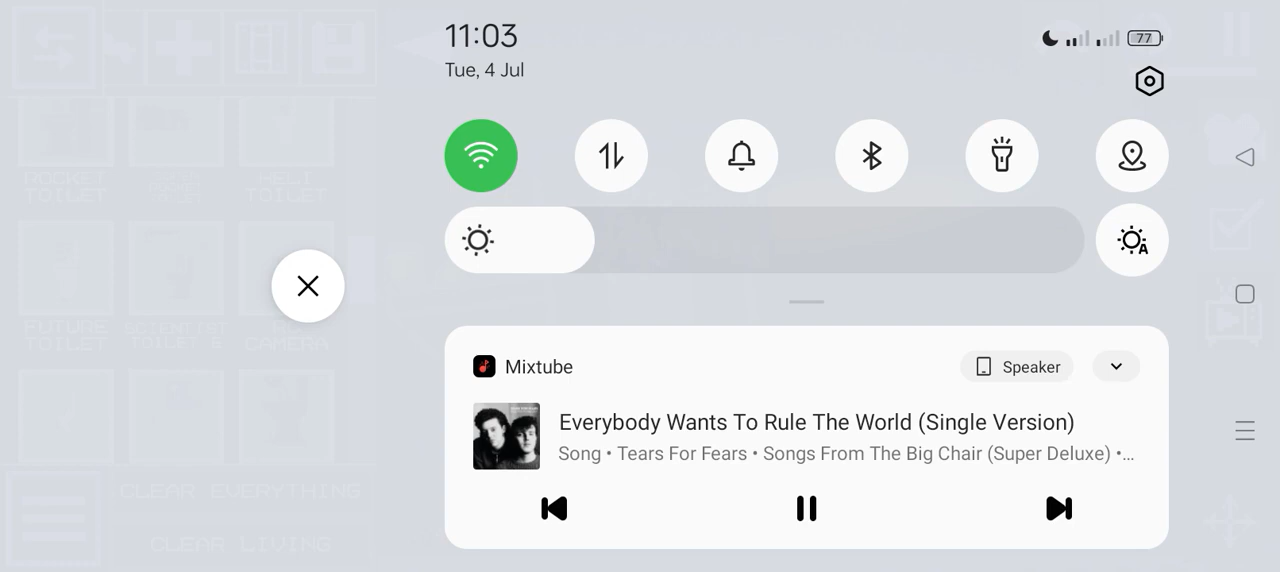 11:03
Tue, 4 Jul
77
A
Mixtube
Speaker
Everybody Wants To Rule The World (Single Version)
Song • Tears For Fears • Songs From The Big Chair (Super Deluxe) •...
ROCKET
TOILET
HELI
TOILET
FUTURE
TOILET
SCIENTIST
CAMERA
CLEAR EVERYTHING
CLEAR LIVING